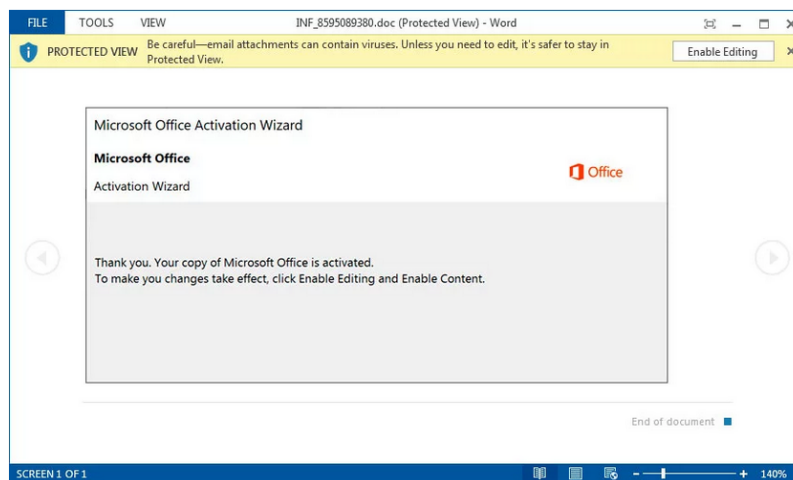 FILE TOOLS VIEW INF_8595089380.doc (Protected View) - Word
PROTECTED VIEW Be careful—email attachments can contain viruses. Unless you need to edit, it's safer to stay in
Protected View.
Enable Editing
Microsoft Office Activation Wizard
Microsoft Office
Office
Activation Wizard
Thank you. Your copy of Microsoft Office is activated.
To make you changes take effect, click Enable Editing and Enable Content.
End of document
SCREEN 1 OF 1 140%